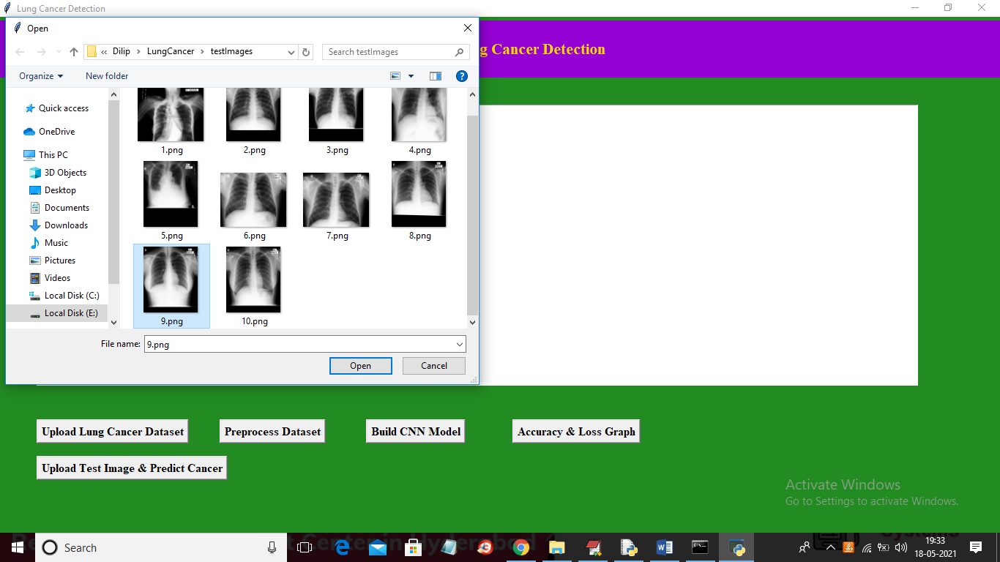 Lung Cancer Detection
Open
« Dilip › LungCancer › testImages
Search testImages
g Cancer Detection
Organize
New folder
?
Quick access
OneDrive
This PC
3D Objects
Desktop
Documents
Downloads
Music
Pictures
Videos
Local Disk (C:)
Local Disk (E:)
1.png
2.png
3.png
4.png
5.png
6.png
7.png
8.png
9.png
10.png
File name:
9.png
Open
Cancel
Upload Lung Cancer Dataset
Preprocess Dataset
Build CNN Model
Accuracy & Loss Graph
Upload Test Image & Predict Cancer
Activate Windows
Go to Settings to activate Windows.
Search
19:33
18-05-2021